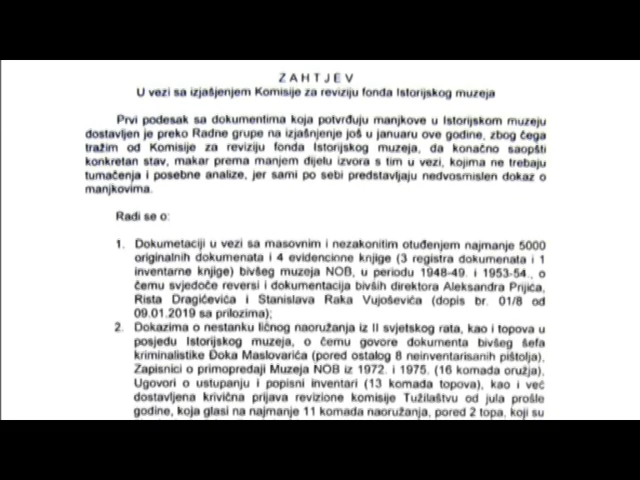 Z A H T J E V
U vezi sa izjašnjenjem Komisije za reviziju fonda Istorijskog muzeja
Prvi podesak sa dokumentima koja potvrđuju manjkove u Istorijskom muzeju
dostavljen je preko Radne grupe na izjašnjenje još u januaru ove godine, zbog čega
tražim od Komisije za reviziju fonda Istorijskog muzeja, da konačno saopšti
konkretan stav, makar prema manjem dijelu izvora s tim u vezi, kojima ne trebaju
tumačenja i posebne analize, jer sami po sebi predstavljaju nedvosmislen dokaz o
manjkovima.
Radi se o:
1. Dokumetaciji u vezi sa masovnim i nezakonitim otuđenjem najmanje 5000
originalnih dokumenata i 4 evidencione knjige (3 registra dokumenata i 1
inventarne knjige) bivšeg muzeja NOB, u periodu 1948-49. i 1953-54., o
čemu svjedoče reversi i dokumentacija bivših direktora Aleksandra Prijića,
Rista Dragićevića i Stanislava Raka Vujoševića (dopis br. 01/8 od
09.01.2019 sa prilozima);
2. Dokazima o nestanku ličnog naoružanja iz II svjetskog rata, kao i topova u
posjedu Istorijskog muzeja, o čemu govore dokumenta bivšeg šefa
kriminalistike Đoka Maslovarića (pored ostalog 8 neinventarisanih pištolja),
Zapisnici o primopredaji Muzeja NOB iz 1972. i 1975. (16 komada oružja),
Ugovori o ustupanju i popisni inventari (13 komada topova), kao i već
dostavljena krivična prijava revizione komisije Tužilaštvu od jula prošle
godine, koja glasi na najmanje 11 komada naoružanja, pored 2 topa, koji su